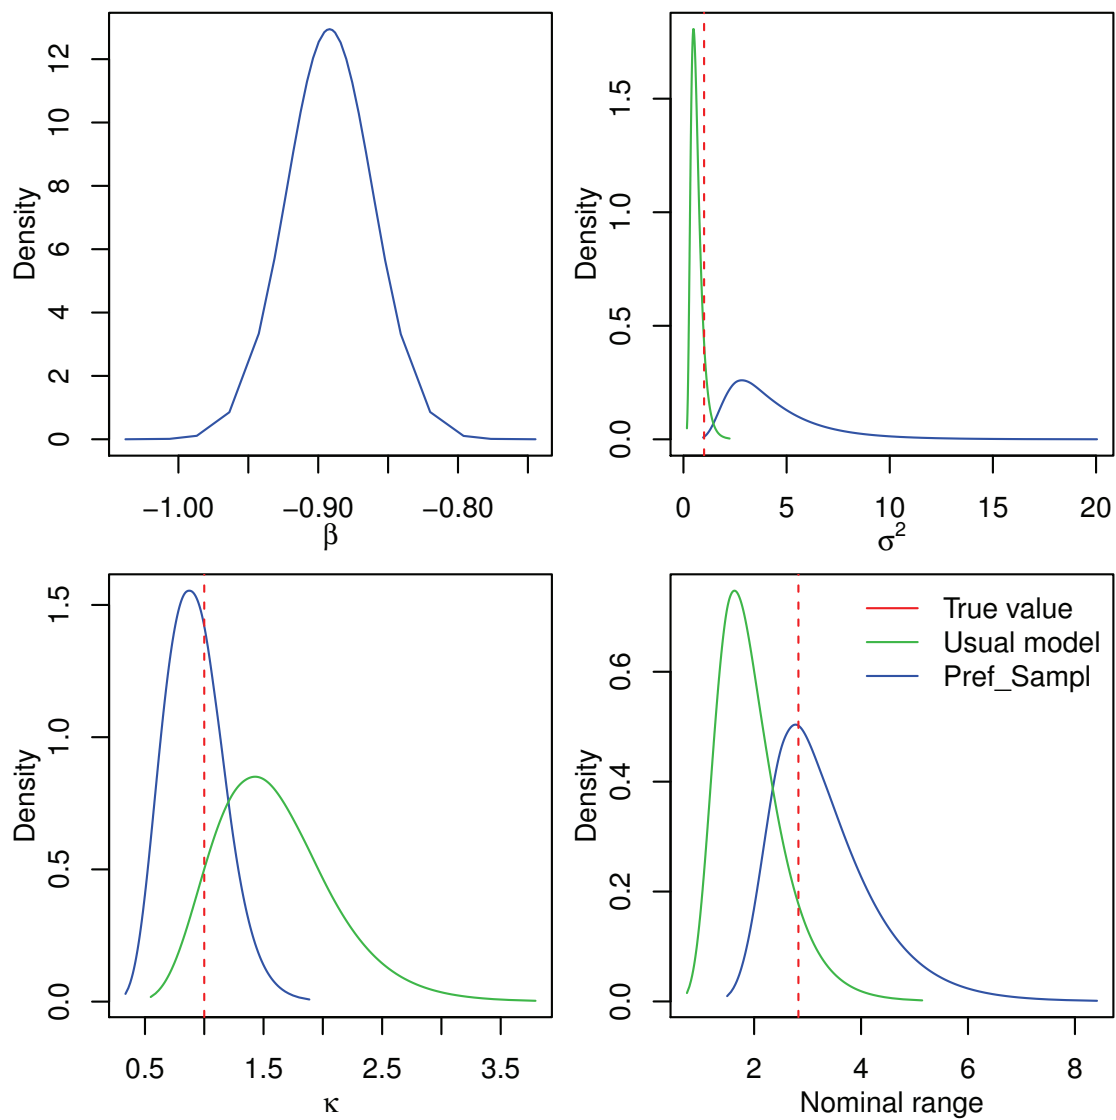 Density
0 2 4 6 8 10 12
−1.00 −0.90 −0.80
β
Density
0.0 0.5 1.0 1.5
0 5 10 15 20
σ²
Density
0.0 0.5 1.0 1.5
0.5 1.5 2.5 3.5
κ
Density
0.0 0.2 0.4 0.6
True value
Usual model
Pref_Sampl
2 4 6 8
Nominal range